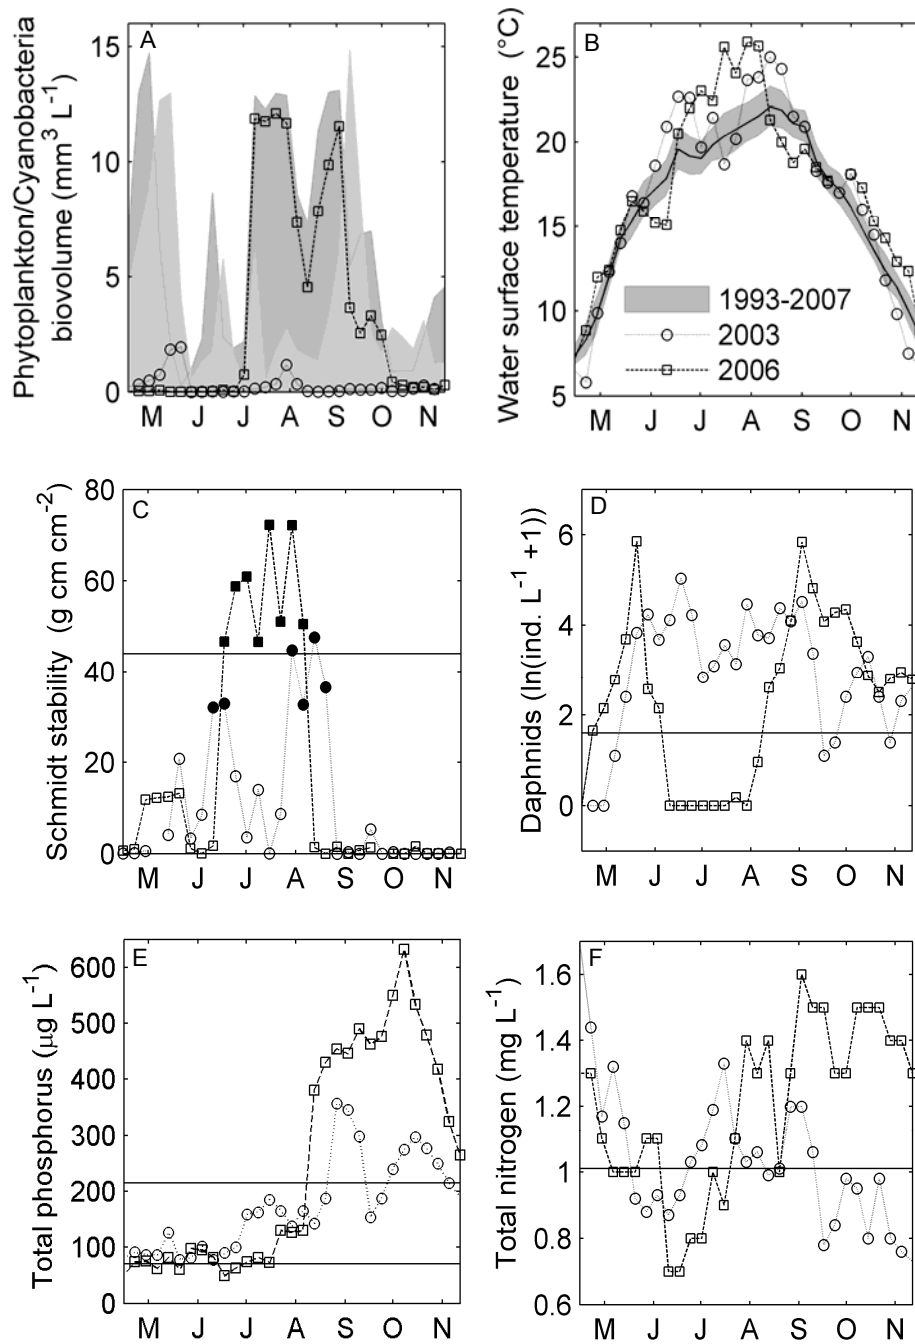 A
Phytoplankton/Cyanobacteria
biovolume (mm³ L⁻¹)
15
10
5
0
M J J A S O N
B
Water surface temperature (°C)
25
20
15
10
5
1993-2007
2003
2006
M J J A S O N
C
Schmidt stability (g cm cm⁻²)
80
60
40
20
0
M J J A S O N
D
Daphnids (ln(ind. L⁻¹ +1))
6
4
2
0
M J J A S O N
E
Total phosphorus (µg L⁻¹)
600
500
400
300
200
100
0
M J J A S O N
F
Total nitrogen (mg L⁻¹)
1.6
1.4
1.2
1
0.8
0.6
M J J A S O N